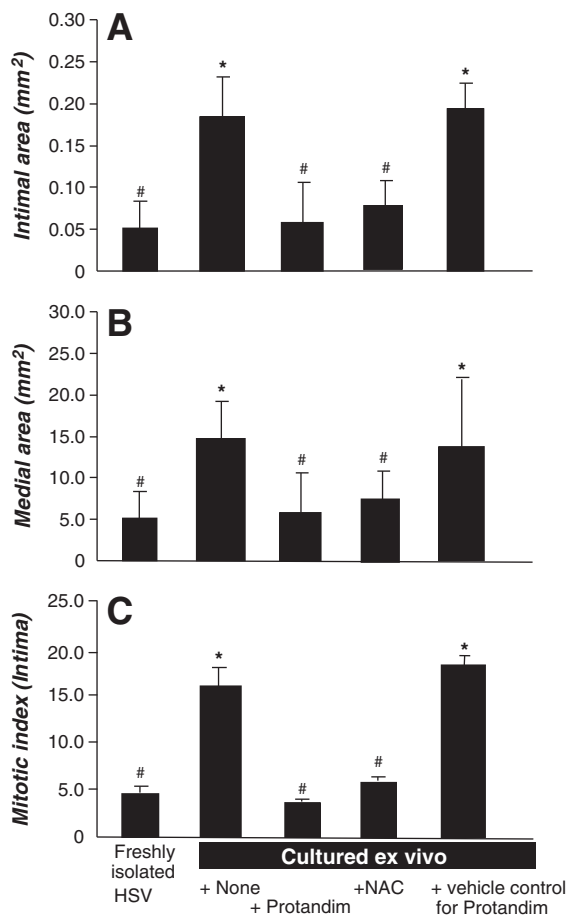 A
Intimal area (mm²)
0.30
0.25
0.20
0.15
0.10
0.05
0
#
*
#
#
*
B
Medial area (mm²)
30.0
25.0
20.0
15.0
10.0
5.0
0
#
*
#
#
*
C
Mitotic index (Intima)
25.0
20.0
15.0
10.0
5.0
0
#
*
#
#
*
Freshly
isolated
HSV
Cultured ex vivo
+ None
+ Protandim
+NAC
+ vehicle control
for Protandim